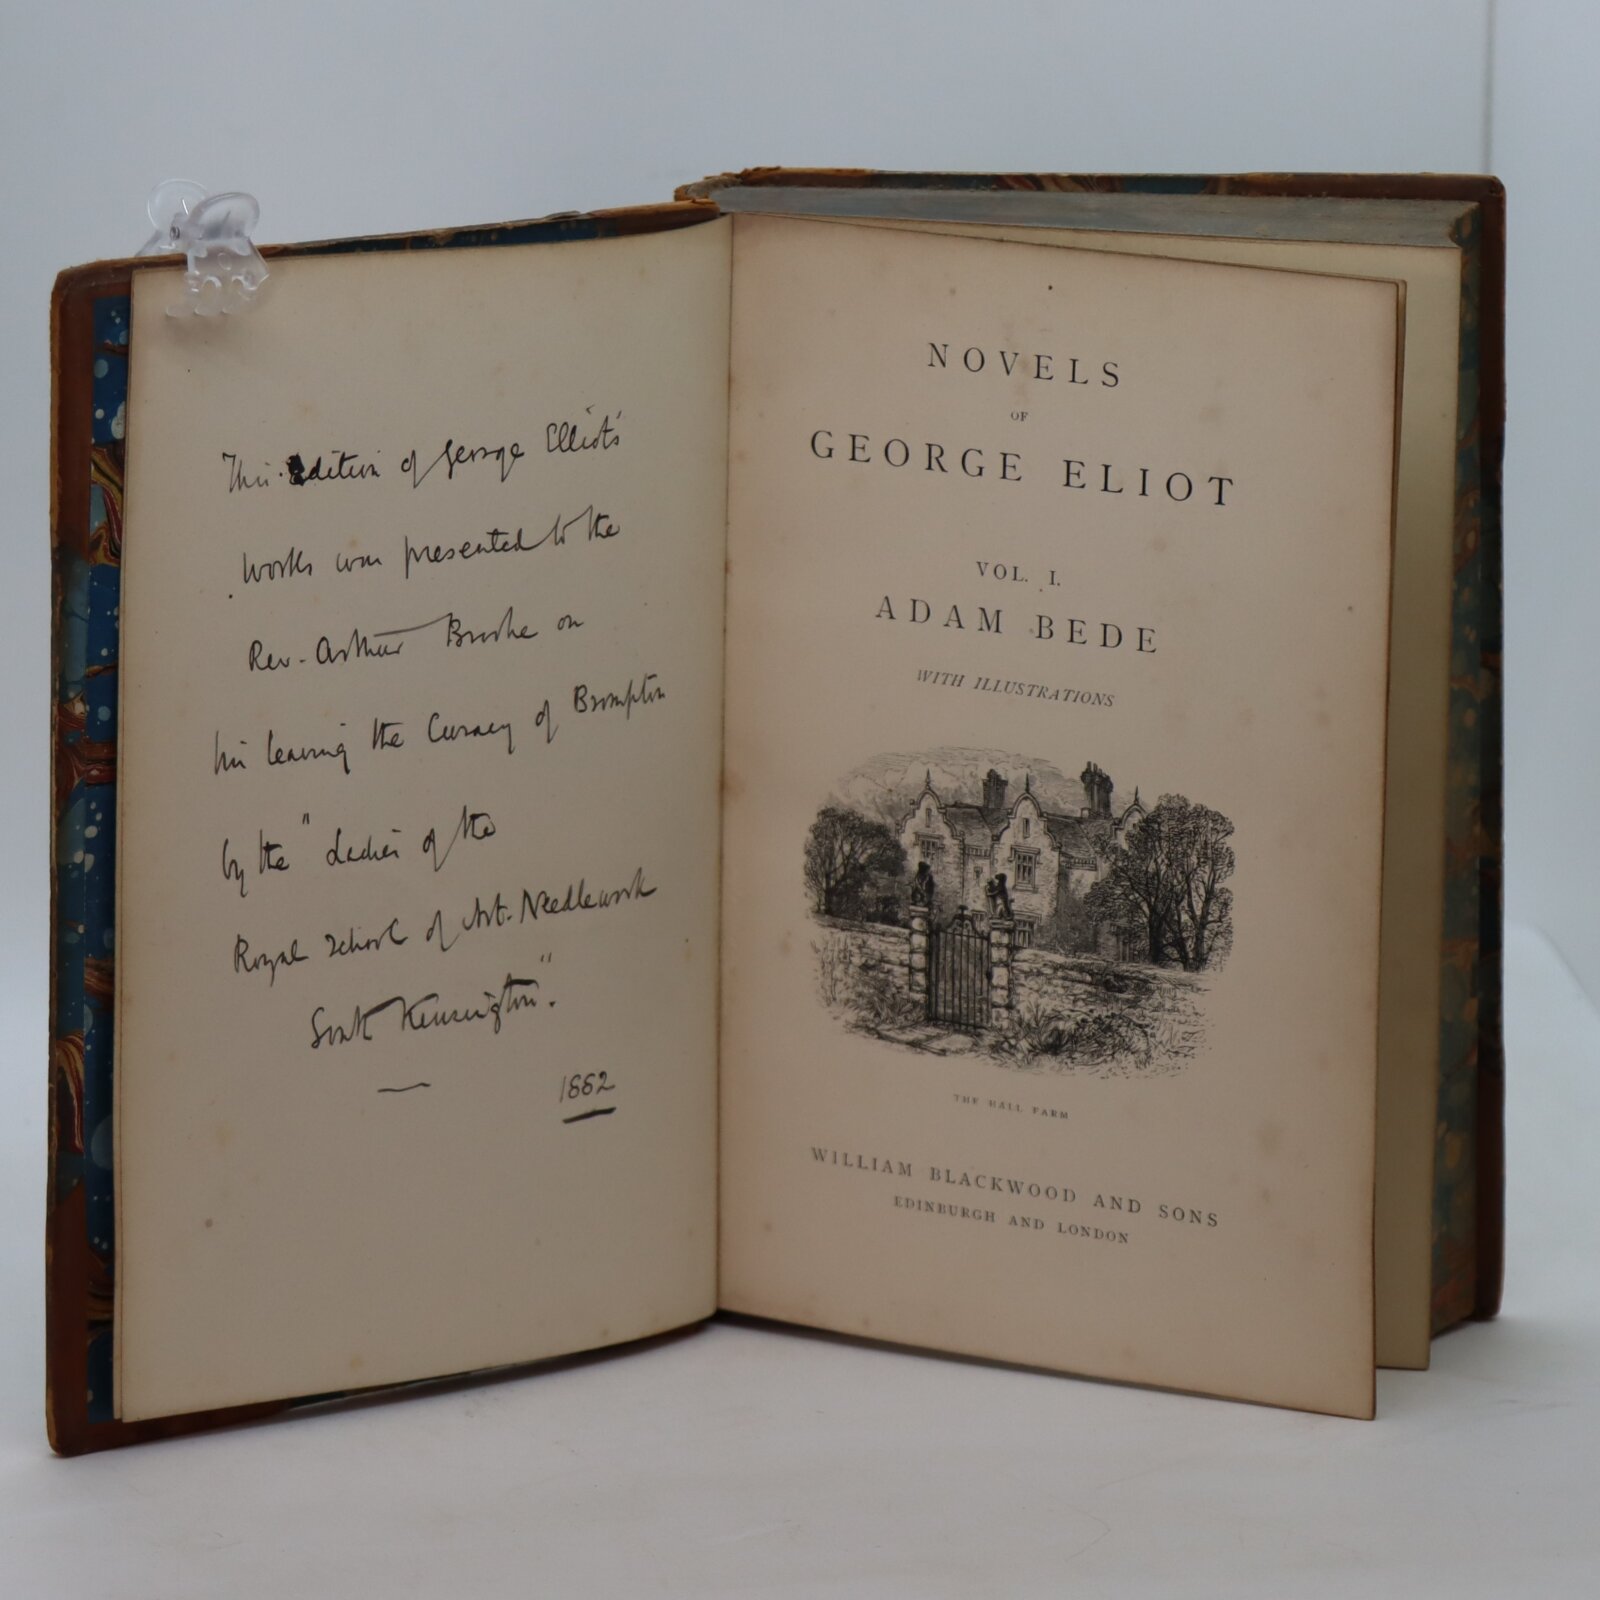 This Edition of George Elliot's
works was presented to the
Rev. Arthur Brooke on
his leaving the Curacy of Brompton
by the "Ladies of the
Royal School of Art-Needlework
South Kensington".
1882
NOVELS
OF
GEORGE ELIOT
VOL. I.
ADAM BEDE
WITH ILLUSTRATIONS
THE HALL FARM
WILLIAM BLACKWOOD AND SONS
EDINBURGH AND LONDON